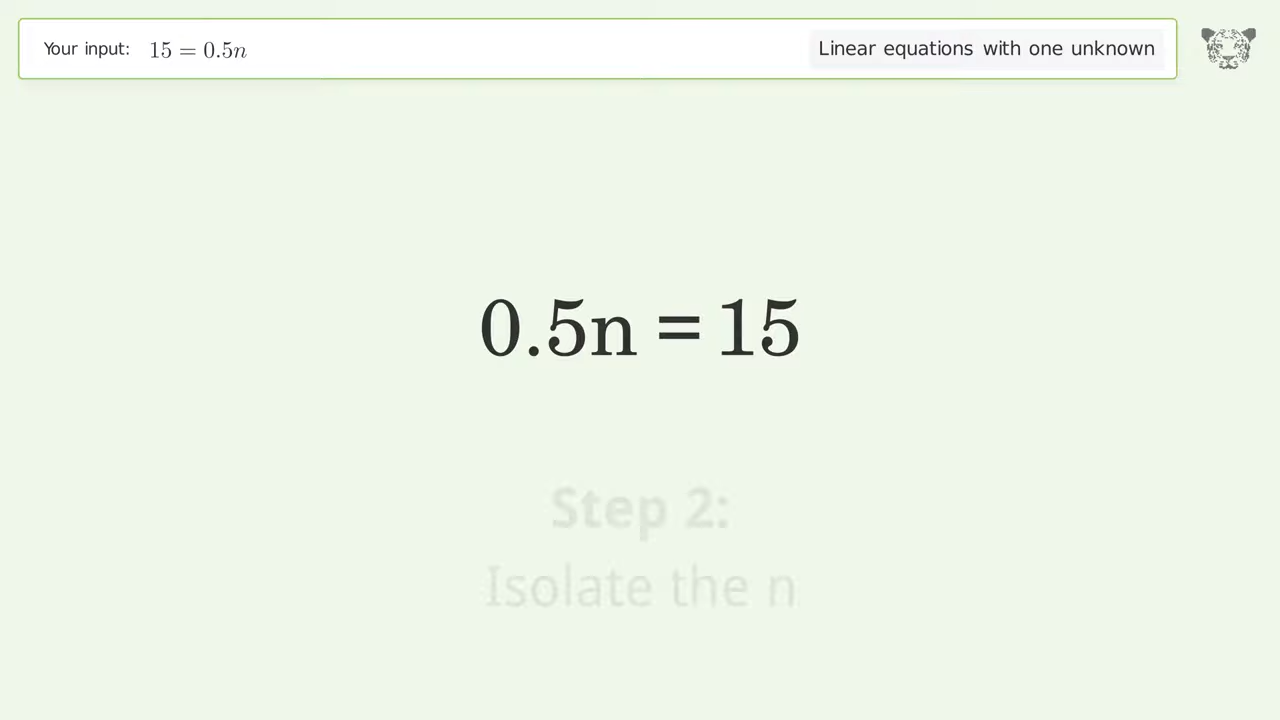 Your input: 15 = 0.5n
Linear equations with one unknown
0.5n = 15
Step 2:
Isolate the n